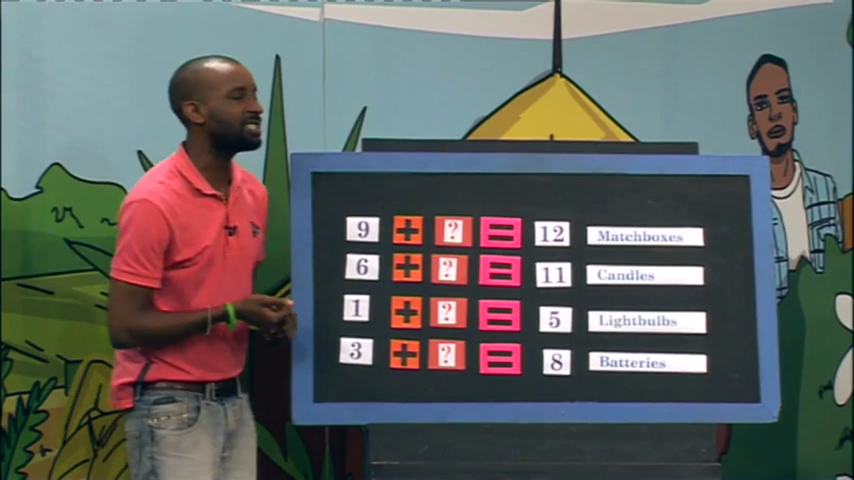 9 + ? = 12 Matchboxes
6 + ? = 11 Candles
1 + ? = 5 Lightbulbs
3 + ? = 8 Batteries